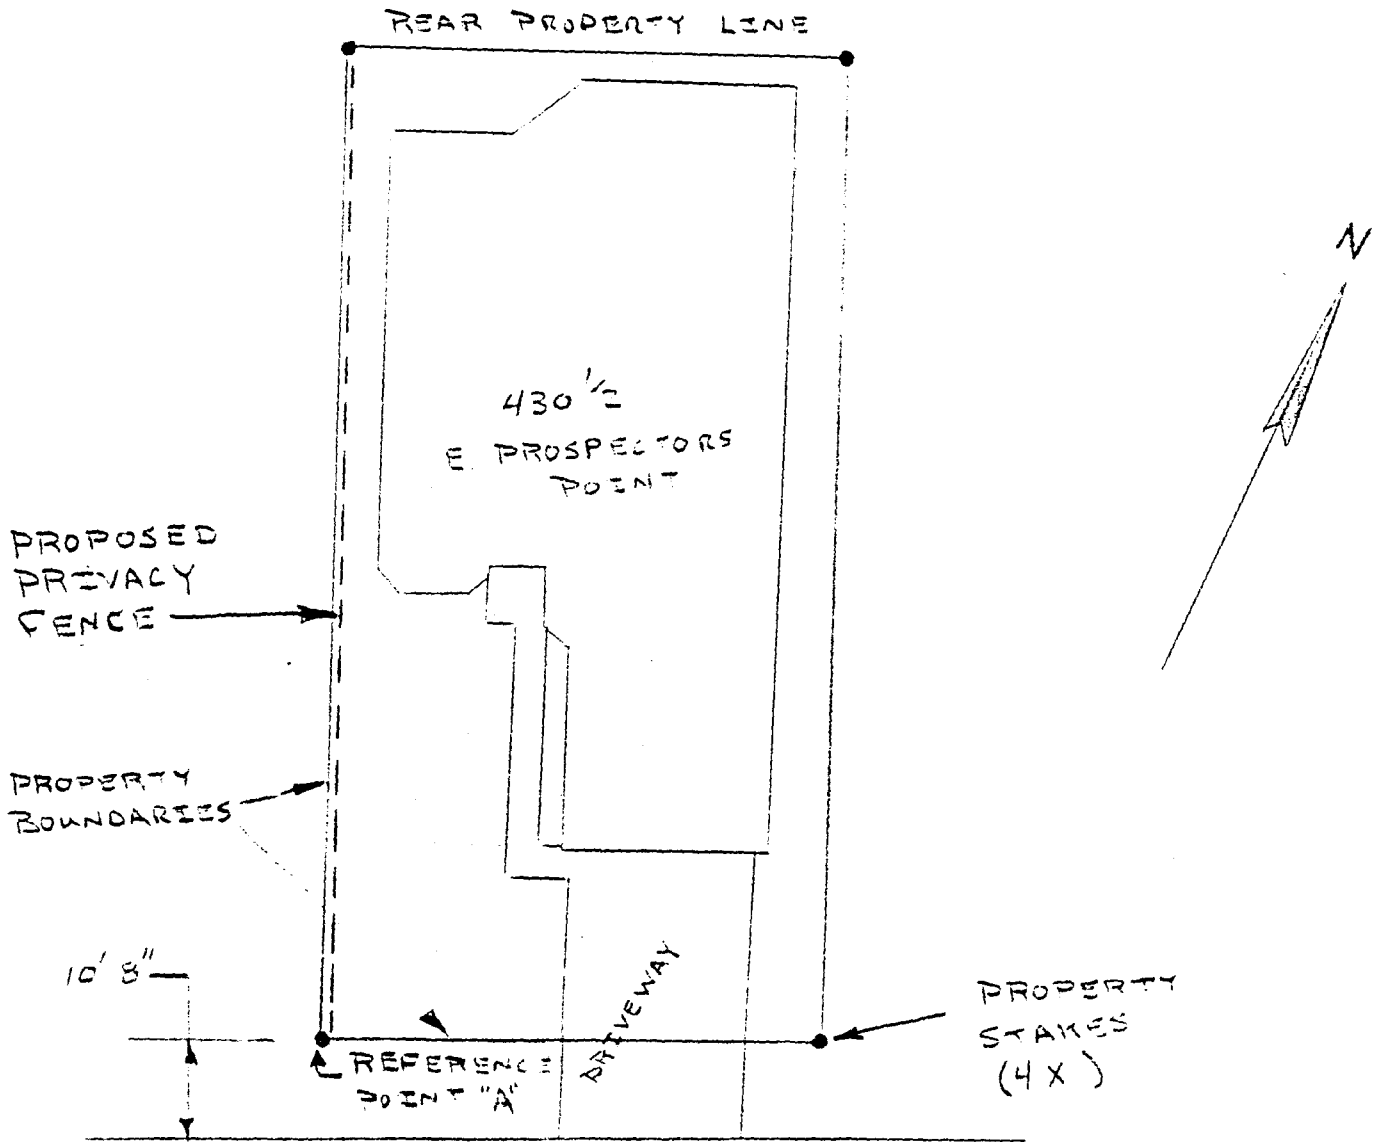 REAR PROPERTY LINE
N
430 1/2
E. PROSPECTORS
POINT
PROPOSED
PRIVACY
FENCE
PROPERTY
BOUNDARIES
10' 8"
DRIVEWAY
PROPERTY
STAKES
(4X)
REFERENCE
POINT "A"